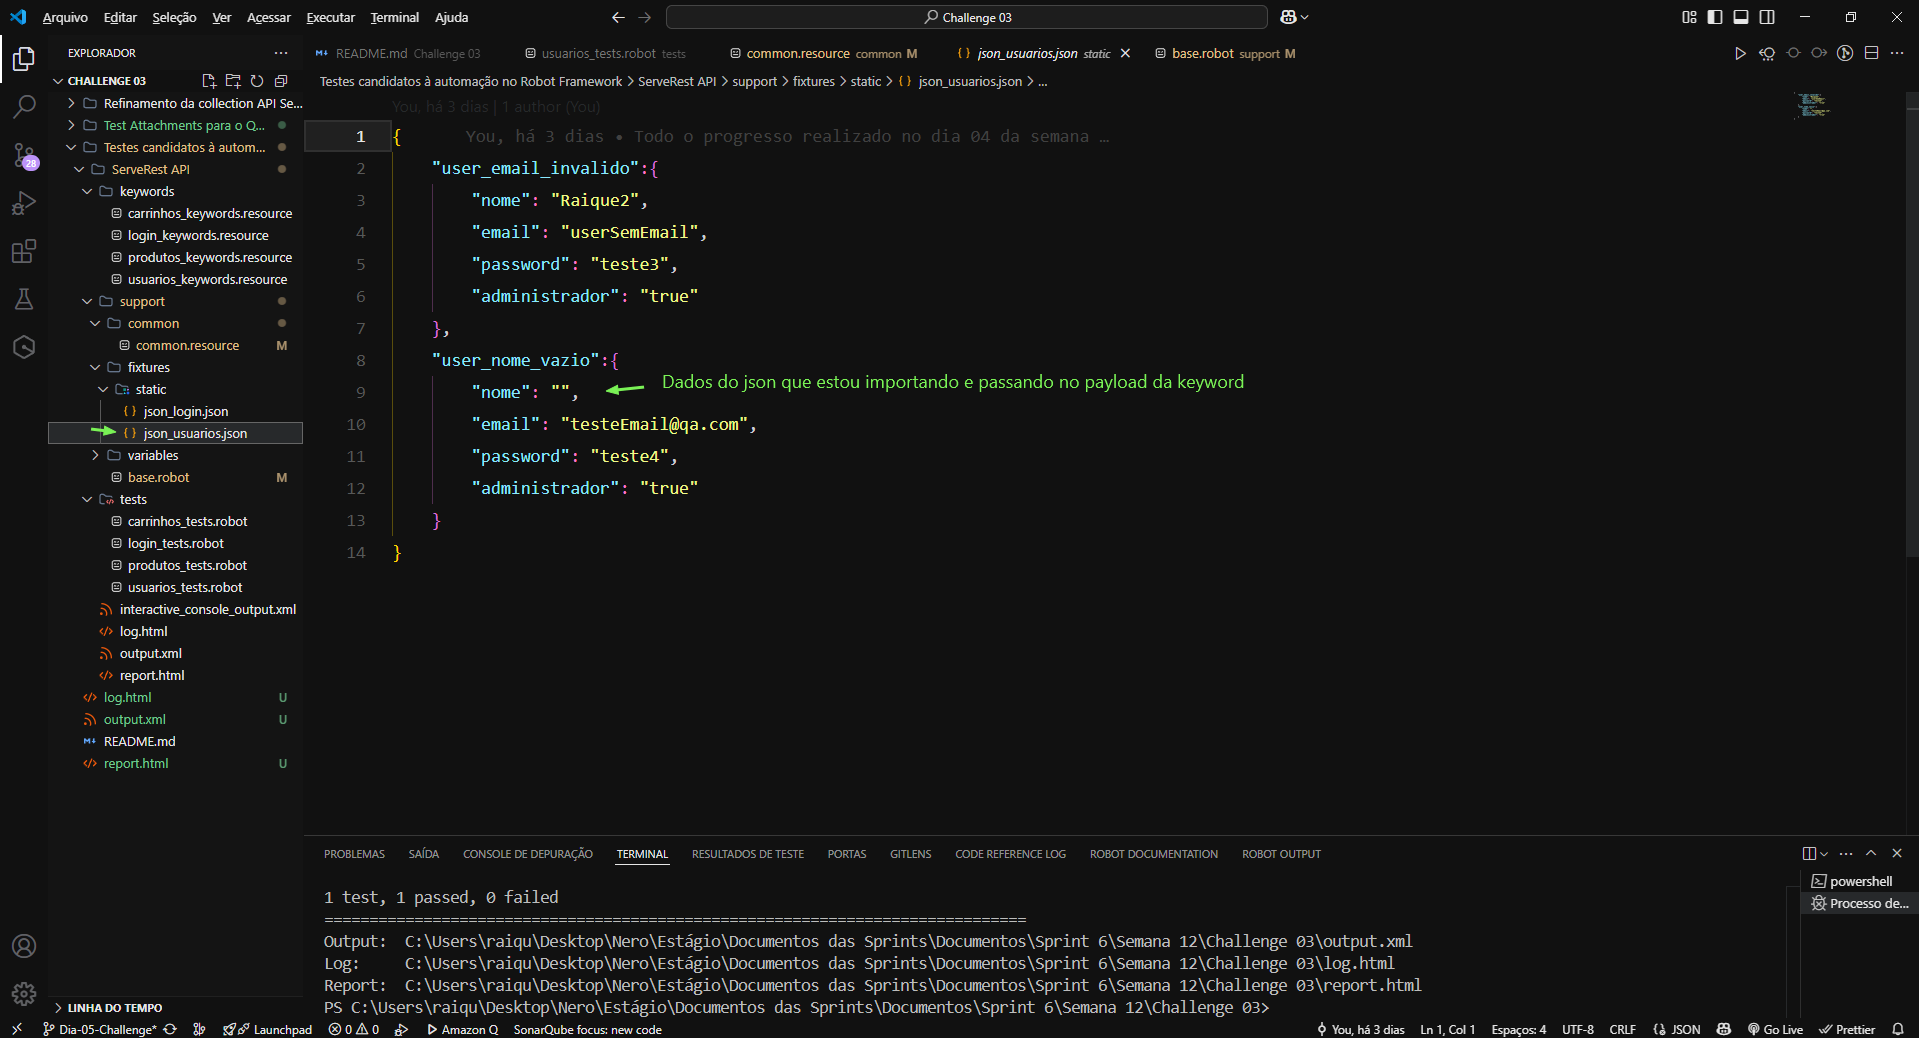 Arquivo Editar Seleção Ver Acessar Executar Terminal Ajuda
Challenge 03
EXPLORADOR
README.md Challenge 03
usuarios_tests.robot tests
common.resource common M
{ } json_usuarios.json static
base.robot support M
CHALLENGE 03
Testes candidatos à automação no Robot Framework > ServeRest API > support > fixtures > static > { } json_usuarios.json > ...
Refinamento da collection API Se...
Test Attachments para o Q...
Testes candidatos à autom...
ServeRest API
keywords
carrinhos_keywords.resource
login_keywords.resource
produtos_keywords.resource
usuarios_keywords.resource
support
common
common.resource M
fixtures
static
{ } json_login.json
{ } json_usuarios.json
variables
base.robot M
tests
carrinhos_tests.robot
login_tests.robot
produtos_tests.robot
usuarios_tests.robot
interactive_console_output.xml
log.html
output.xml
report.html
log.html U
output.xml U
README.md
report.html U
LINHA DO TEMPO
28
You, há 3 dias | 1 author (You)
1 { You, há 3 dias • Todo o progresso realizado no dia 04 da semana …
2 "user_email_invalido":{
3 "nome": "Raique2",
4 "email": "userSemEmail",
5 "password": "teste3",
6 "administrador": "true"
7 },
8 "user_nome_vazio":{
9 "nome": "",
Dados do json que estou importando e passando no payload da keyword
10 "email": "testeEmail@qa.com",
11 "password": "teste4",
12 "administrador": "true"
13 }
14 }
PROBLEMAS SAÍDA CONSOLE DE DEPURAÇÃO TERMINAL RESULTADOS DE TESTE PORTAS GITLENS CODE REFERENCE LOG ROBOT DOCUMENTATION ROBOT OUTPUT
powershell
Processo de...
1 test, 1 passed, 0 failed
==============================================================================
Output:  C:\Users\raiqu\Desktop\Nero\Estágio\Documentos das Sprints\Documentos\Sprint 6\Semana 12\Challenge 03\output.xml
Log:     C:\Users\raiqu\Desktop\Nero\Estágio\Documentos das Sprints\Documentos\Sprint 6\Semana 12\Challenge 03\log.html
Report:  C:\Users\raiqu\Desktop\Nero\Estágio\Documentos das Sprints\Documentos\Sprint 6\Semana 12\Challenge 03\report.html
PS C:\Users\raiqu\Desktop\Nero\Estágio\Documentos das Sprints\Documentos\Sprint 6\Semana 12\Challenge 03>
Dia-05-Challenge* Launchpad 0 0 Amazon Q SonarQube focus: new code You, há 3 dias Ln 1, Col 1 Espaços: 4 UTF-8 CRLF JSON Go Live Prettier